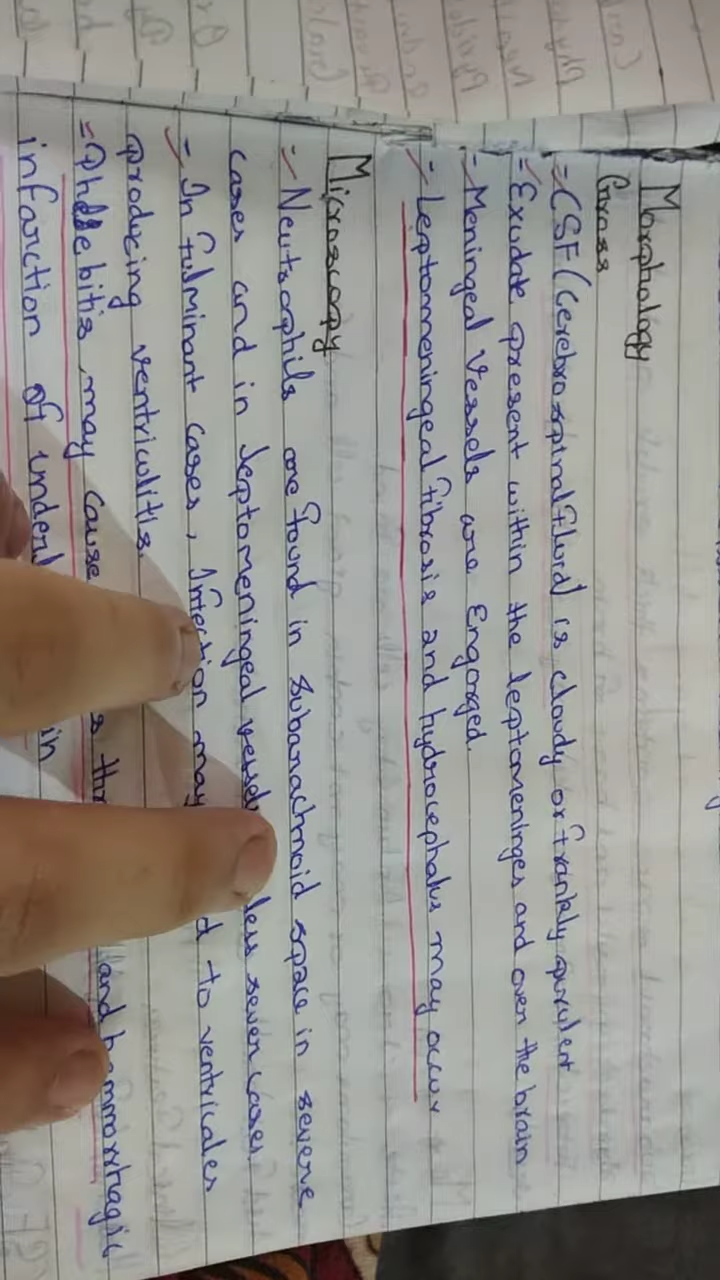 Morphology
Gross
= CSF (Cerebrospinal fluid) is cloudy or frankly purulent
= Exudate present within the leptomeninges and over the brain
= Meningeal vessels are Engorged.
= Leptomeningeal fibrosis and hydrocephalus may occur
Microscopy
= Neutrophils are found in subarachnoid space in severe
cases and in leptomeningeal less seven cases.
= In fulminant cases, Infection may to ventricales
producing ventriculitis.
= Phlebitis may cause and hemmorrhagic
infarction of in